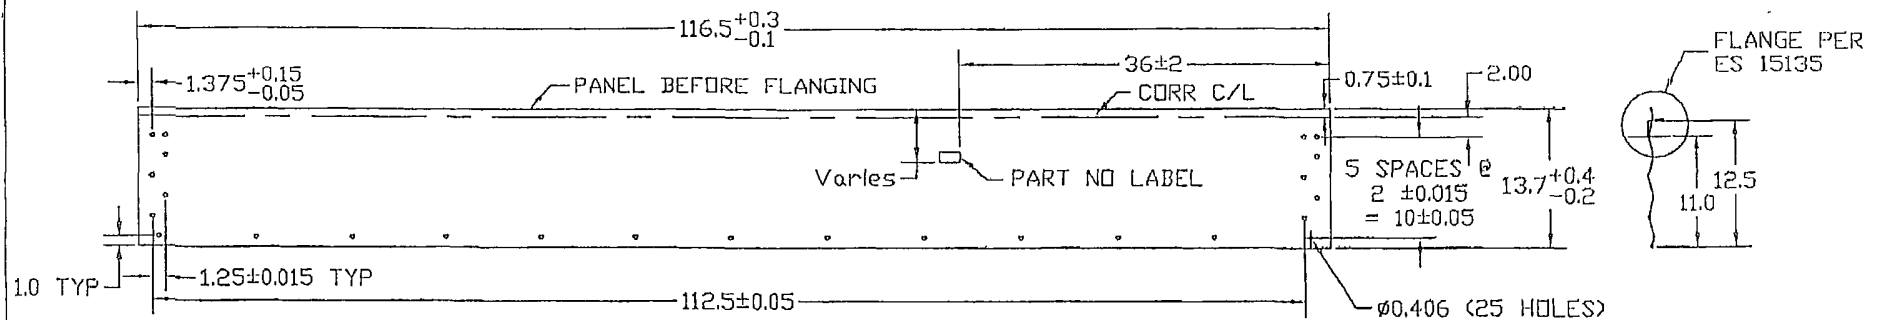 116.5+0.3
-0.1
FLANGE PER
ES 15135
36±2
1.375+0.15
-0.05
PANEL BEFORE FLANGING
CORR C/L
0.75±0.1
2.00
Varies
PART NO LABEL
5 SPACES @
2 ±0.015
= 10±0.05
13.7+0.4
-0.2
11.0
12.5
1.0 TYP
1.25±0.015 TYP
112.5±0.05
ø0.406 (25 HOLES)